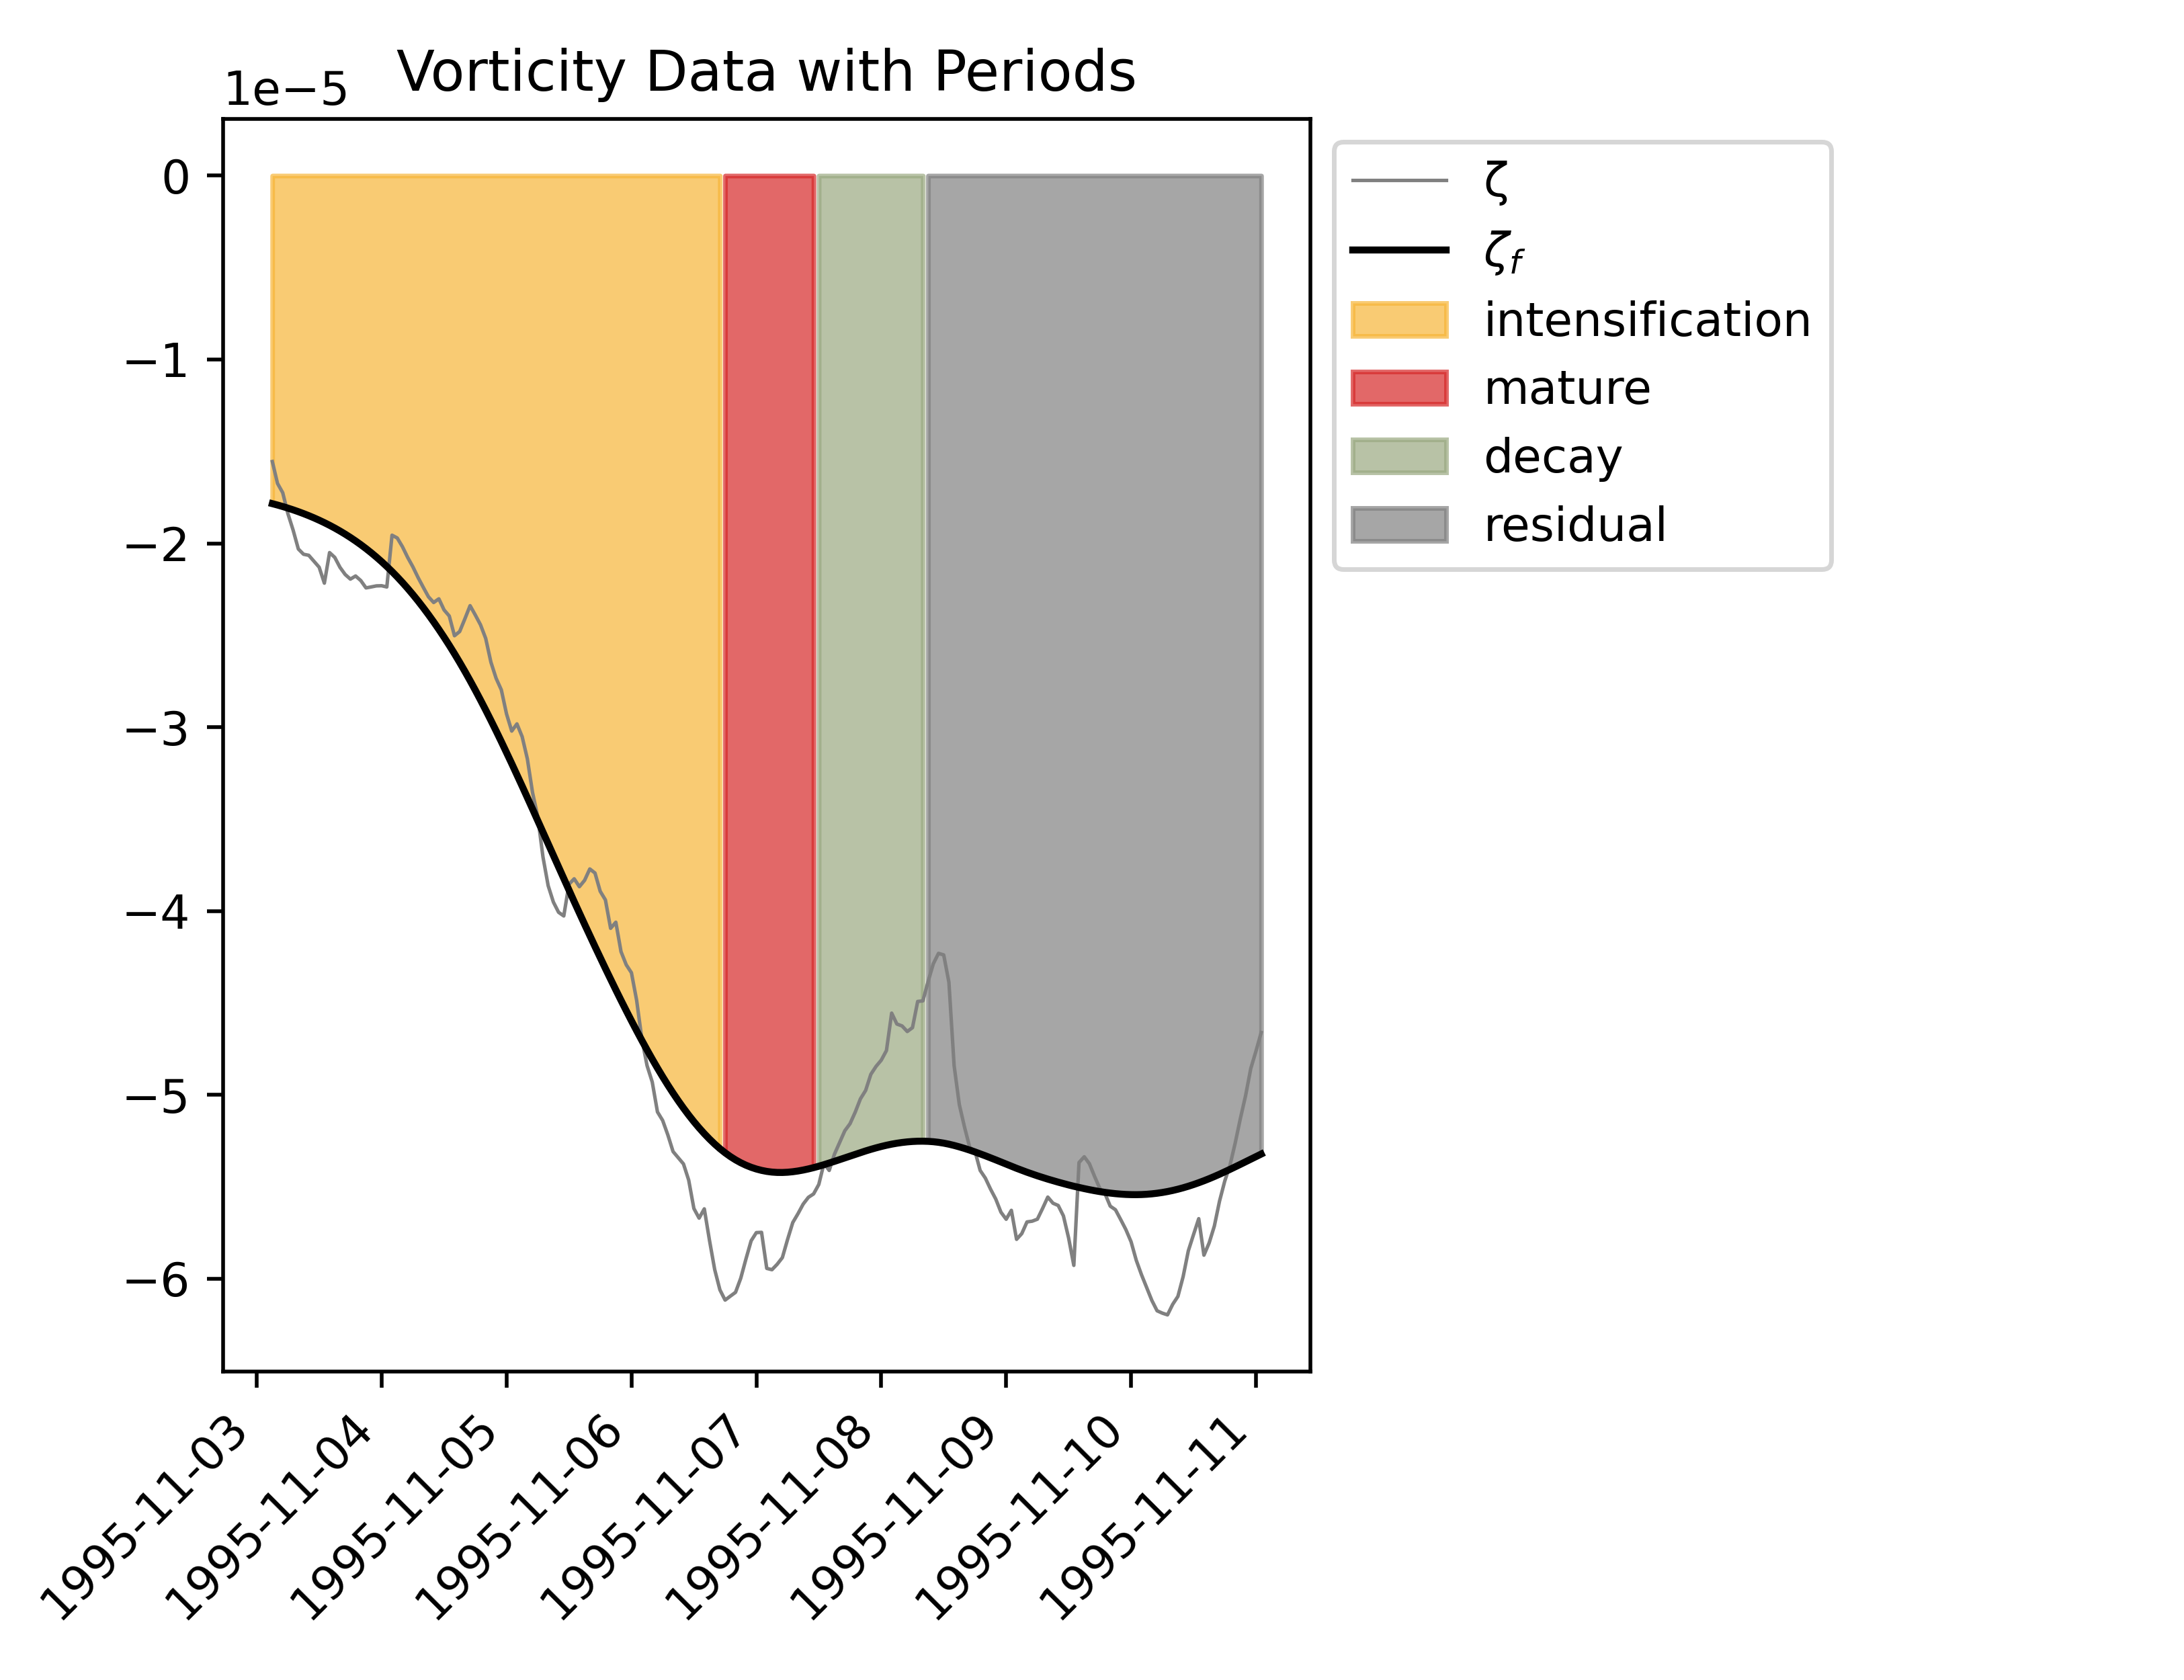 Vorticity Data with Periods
1e−5
0
−1
−2
−3
−4
−5
−6
1995-11-03
1995-11-04
1995-11-05
1995-11-06
1995-11-07
1995-11-08
1995-11-09
1995-11-10
1995-11-11
ζ
ζf
intensification
mature
decay
residual